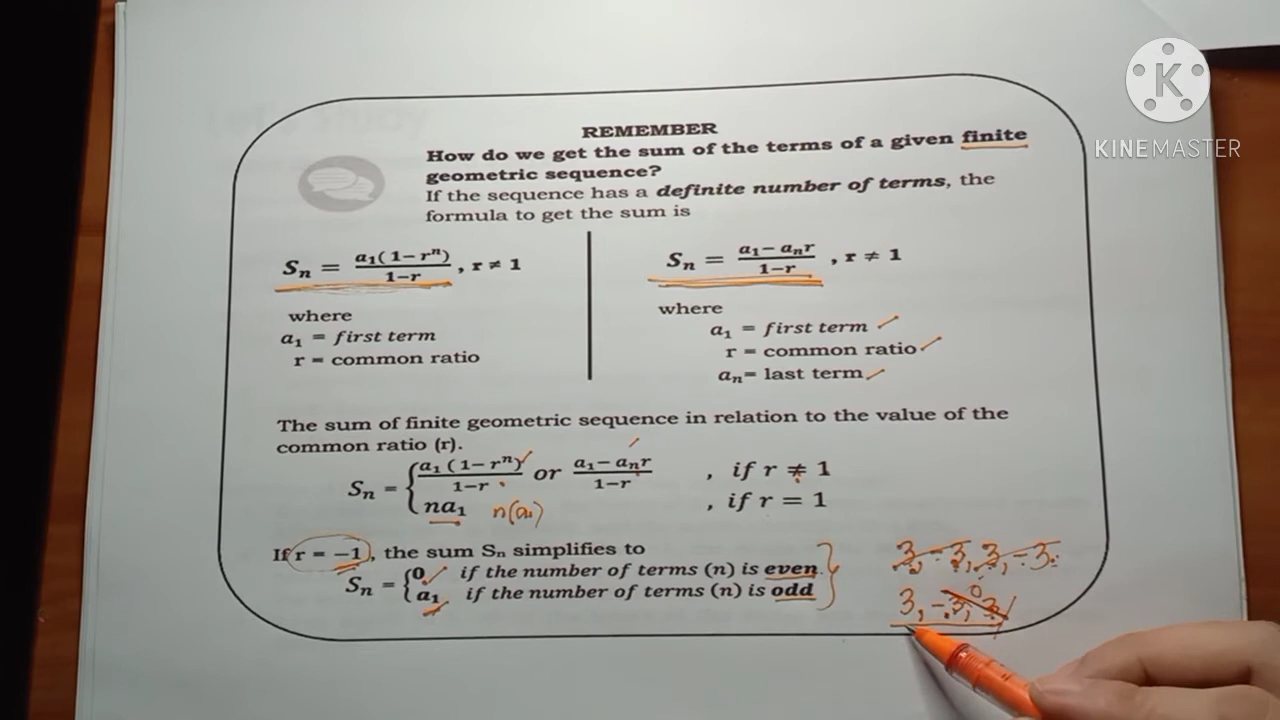 KINEMASTER
REMEMBER
How do we get the sum of the terms of a given finite
geometric sequence?
If the sequence has a definite number of terms, the
formula to get the sum is
Sₙ = a₁(1−rⁿ)/1−r , r ≠ 1
where
a₁ = first term
r = common ratio
Sₙ = a₁− aₙr/1−r , r ≠ 1
where
a₁ = first term
r = common ratio
aₙ= last term
The sum of finite geometric sequence in relation to the value of the
common ratio (r).
Sₙ = { a₁(1−rⁿ)/1−r or a₁− aₙr/1−r , if r ≠ 1
na₁ n(a₁) , if r = 1
If r = −1, the sum Sₙ simplifies to
Sₙ = { 0 if the number of terms (n) is even.
a₁ if the number of terms (n) is odd
3, -3, 3, -3
0
3, -3, 3